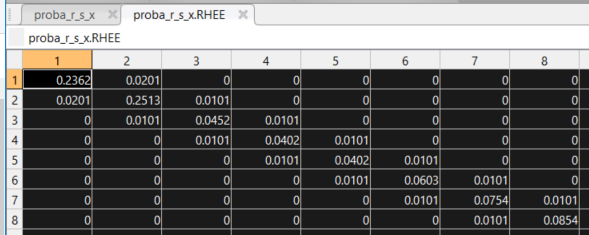 proba_r_s_x proba_r_s_x.RHEE
proba_r_s_x.RHEE
1 2 3 4 5 6 7 8
1 0.2362 0.0201 0 0 0 0 0 0
2 0.0201 0.2513 0.0101 0 0 0 0 0
3 0 0.0101 0.0452 0.0101 0 0 0 0
4 0 0 0.0101 0.0402 0.0101 0 0 0
5 0 0 0 0.0101 0.0402 0.0101 0 0
6 0 0 0 0 0.0101 0.0603 0.0101 0
7 0 0 0 0 0 0.0101 0.0754 0.0101
8 0 0 0 0 0 0 0.0101 0.0854